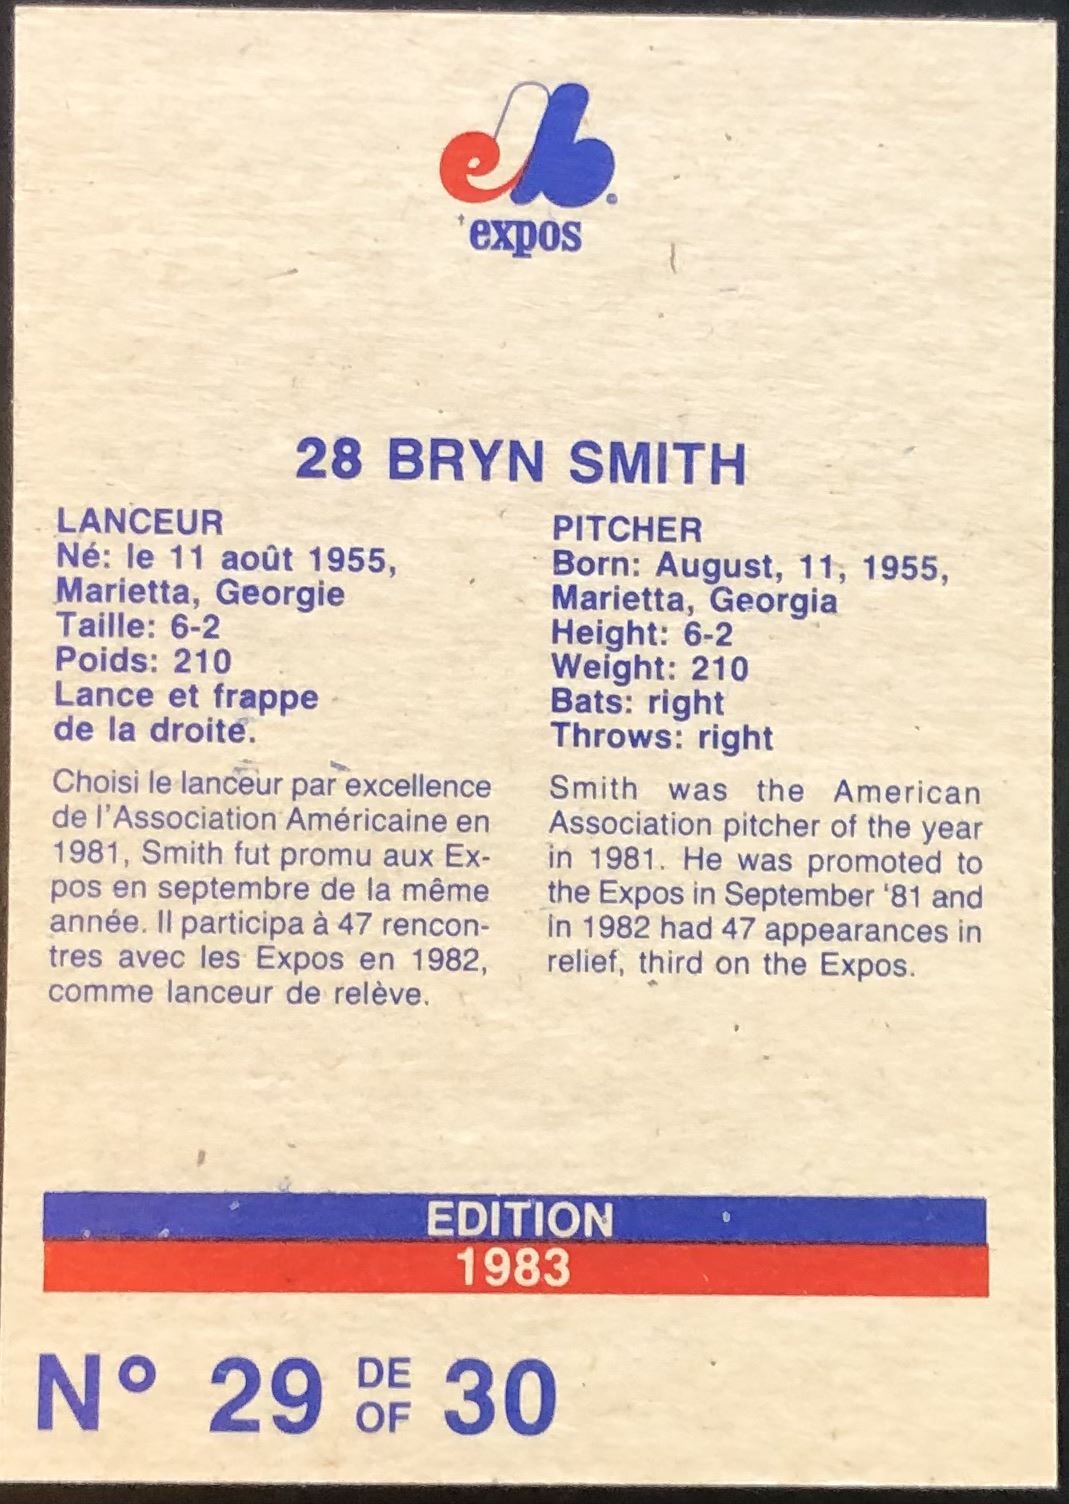 expos
28 BRYN SMITH
LANCEUR
Né: le 11 août 1955,
Marietta, Georgie
Taille: 6-2
Poids: 210
Lance et frappe
de la droite.
Choisi le lanceur par excellence
de l'Association Américaine en
1981, Smith fut promu aux Ex-
pos en septembre de la même
année. Il participa à 47 rencon-
tres avec les Expos en 1982,
comme lanceur de relève.
PITCHER
Born: August, 11, 1955,
Marietta, Georgia
Height: 6-2
Weight: 210
Bats: right
Throws: right
Smith was the American
Association pitcher of the year
in 1981. He was promoted to
the Expos in September '81 and
in 1982 had 47 appearances in
relief, third on the Expos.
EDITION
1983
Nº 29 DE OF 30